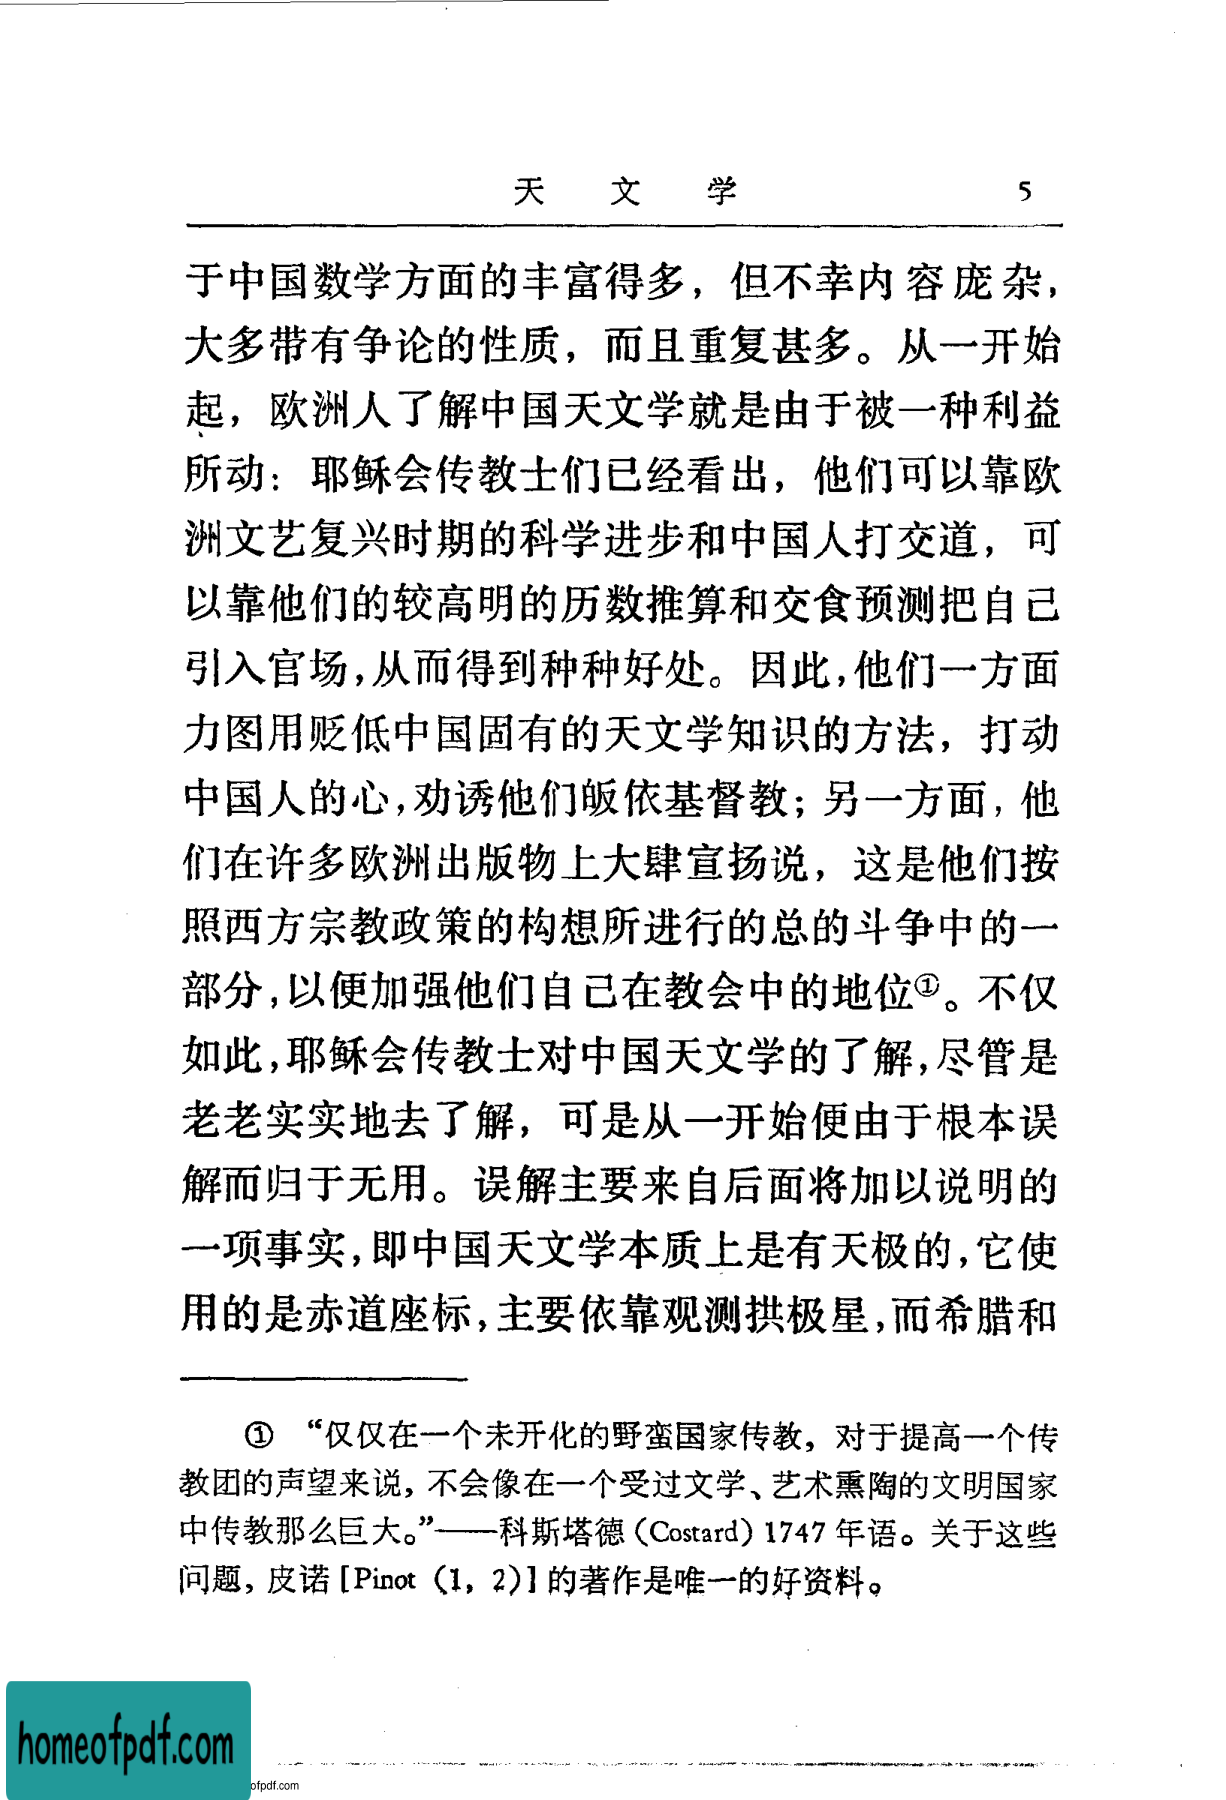 天文学 5
于中国数学方面的丰富得多，但不幸内容庞杂，
大多带有争论的性质，而且重复甚多。从一开始
起，欧洲人了解中国天文学就是由于被一种利益
所动：耶稣会传教士们已经看出，他们可以靠欧
洲文艺复兴时期的科学进步和中国人打交道，可
以靠他们的较高明的历数推算和交食预测把自己
引入官场，从而得到种种好处。因此，他们一方面
力图用贬低中国固有的天文学知识的方法，打动
中国人的心，劝诱他们皈依基督教；另一方面，他
们在许多欧洲出版物上大肆宣扬说，这是他们按
照西方宗教政策的构想所进行的总的斗争中的一
部分，以便加强他们自己在教会中的地位①。不仅
如此，耶稣会传教士对中国天文学的了解，尽管是
老老实实地去了解，可是从一开始便由于根本误
解而归于无用。误解主要来自后面将加以说明的
一项事实，即中国天文学本质上是有天极的，它使
用的是赤道座标，主要依靠观测拱极星，而希腊和
① “仅仅在一个未开化的野蛮国家传教，对于提高一个传
教团的声望来说，不会像在一个受过文学、艺术熏陶的文明国家
中传教那么巨大。”——科斯塔德（Costard）1747 年语。关于这些
问题，皮诺［Pinot（1，2）］的著作是唯一的好资料。
homeofpdf.com
ofpdf.com